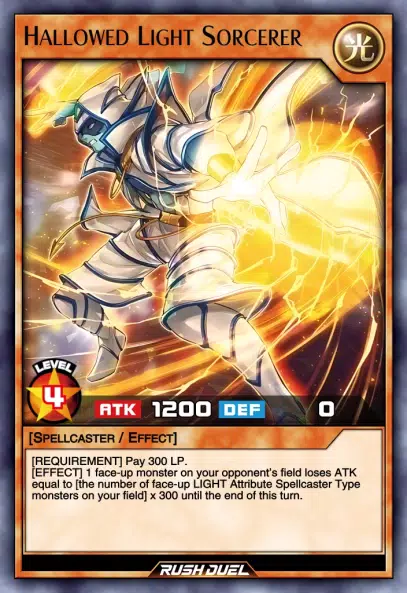 HALLOWED LIGHT SORCERER
光
LEVEL
4
ATK 1200 DEF 0
[SPELLCASTER / EFFECT]
[REQUIREMENT] Pay 300 LP.
[EFFECT] 1 face-up monster on your opponent's field loses ATK
equal to [the number of face-up LIGHT Attribute Spellcaster Type
monsters on your field] x 300 until the end of this turn.
RUSH DUEL